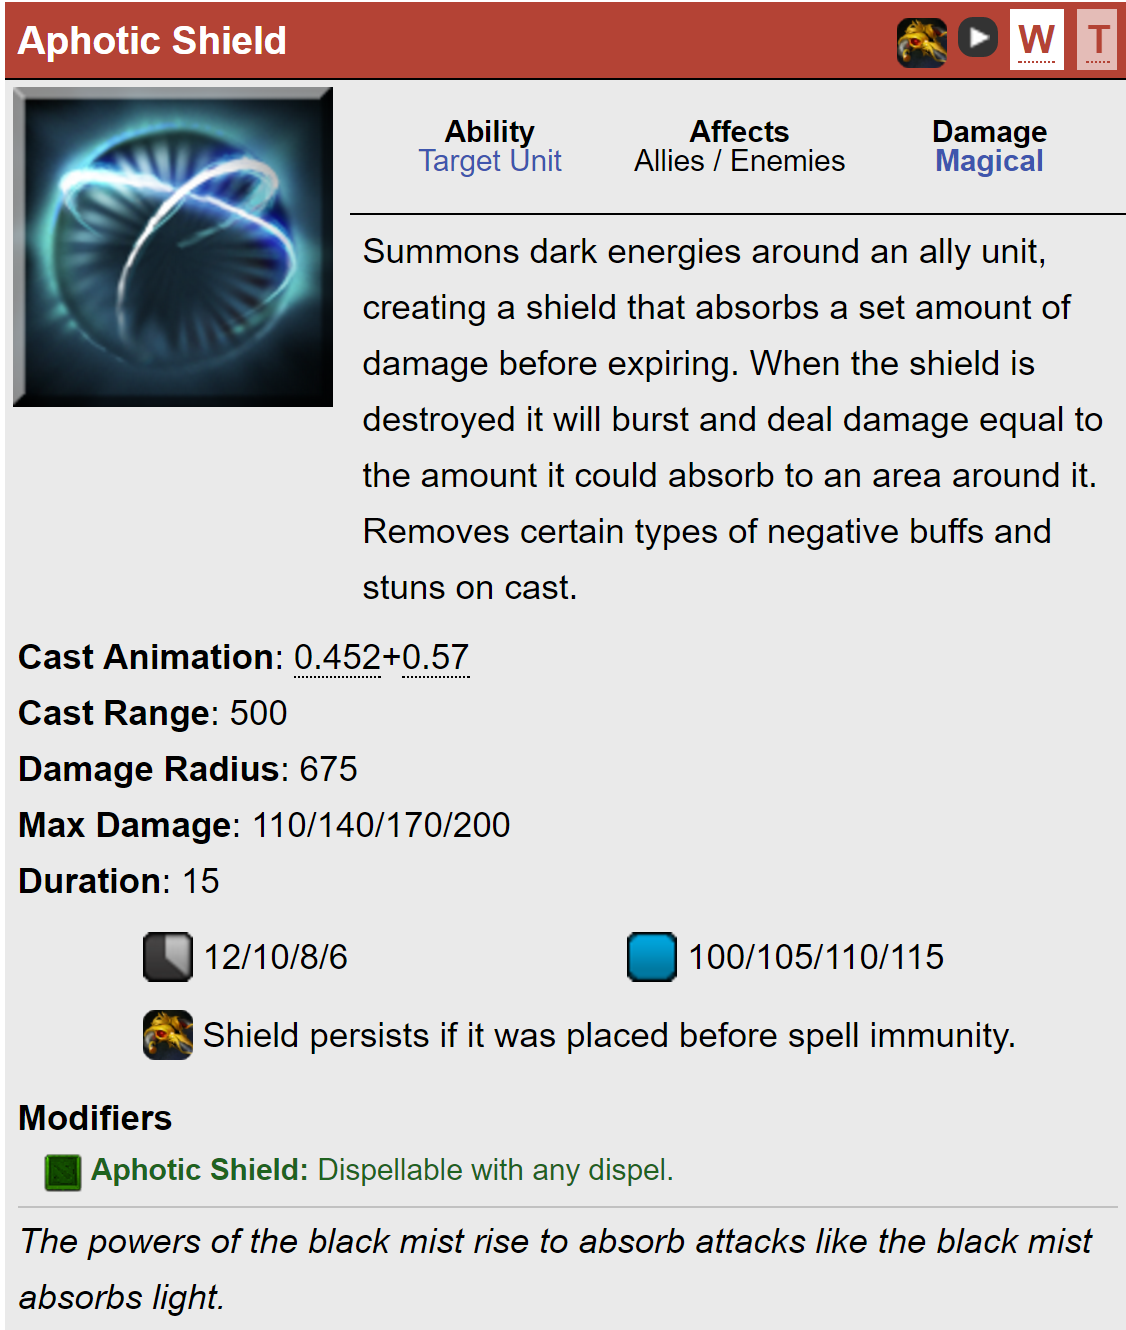 Aphotic Shield W T
Ability Affects Damage
Target Unit Allies / Enemies Magical
Summons dark energies around an ally unit,
creating a shield that absorbs a set amount of
damage before expiring. When the shield is
destroyed it will burst and deal damage equal to
the amount it could absorb to an area around it.
Removes certain types of negative buffs and
stuns on cast.
Cast Animation: 0.452+0.57
Cast Range: 500
Damage Radius: 675
Max Damage: 110/140/170/200
Duration: 15
12/10/8/6 100/105/110/115
Shield persists if it was placed before spell immunity.
Modifiers
Aphotic Shield: Dispellable with any dispel.
The powers of the black mist rise to absorb attacks like the black mist
absorbs light.